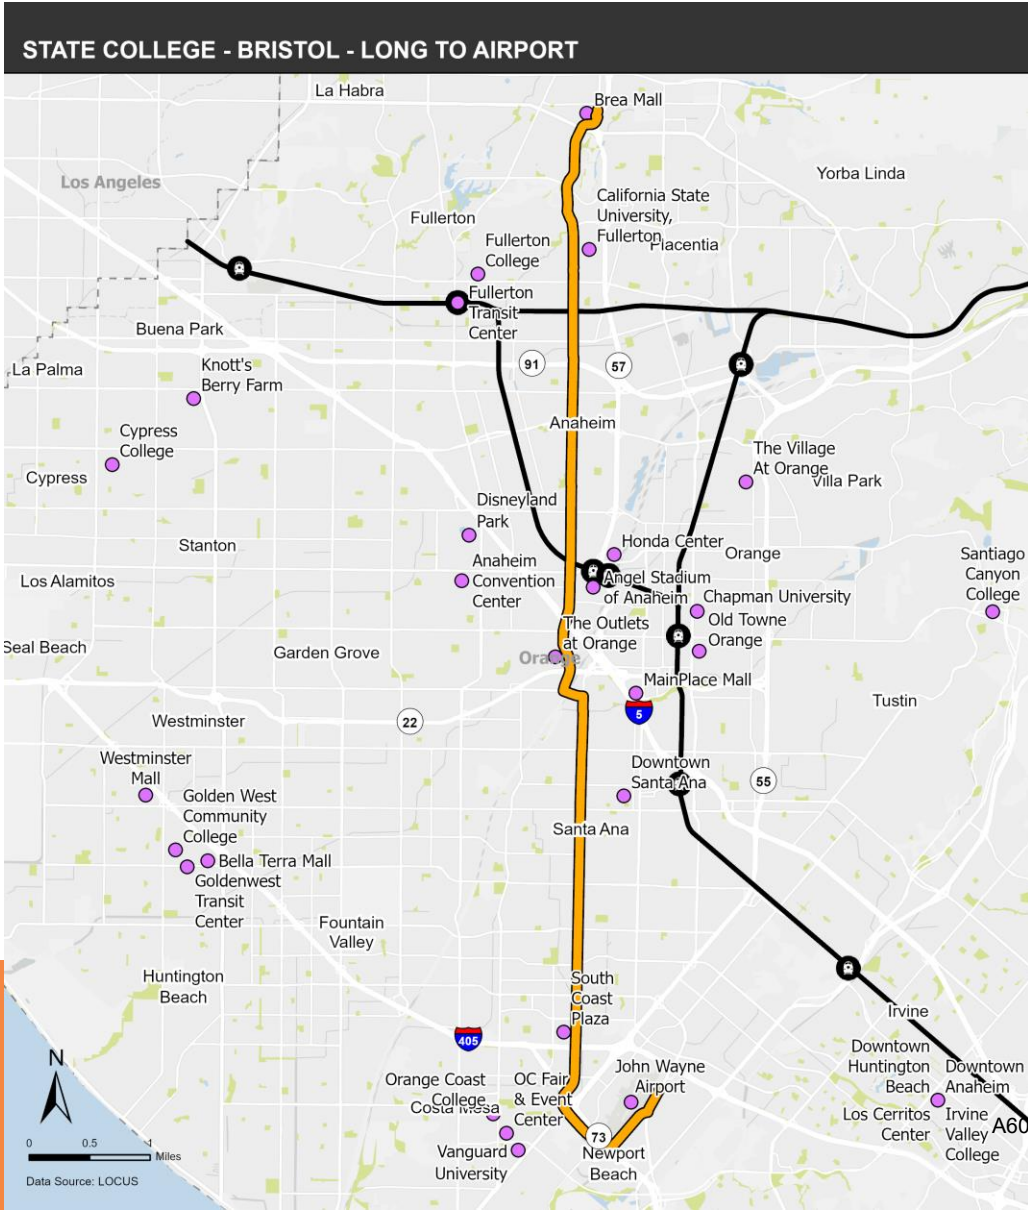 STATE COLLEGE - BRISTOL - LONG TO AIRPORT
La Habra
Brea Mall
Los Angeles
Yorba Linda
California State
University,
Fullerton
Fullerton
Placentia
Fullerton
College
Fullerton
Transit
Center
Buena Park
La Palma
Knott's
Berry Farm
91
57
Anaheim
Cypress
College
Cypress
The Village
At Orange
Villa Park
Disneyland
Park
Stanton
Honda Center
Orange
Santiago
Canyon
College
Los Alamitos
Anaheim
Convention
Center
Angel Stadium
of Anaheim
Chapman University
Old Towne
Orange
The Outlets
at Orange
Seal Beach
Garden Grove
Orange
MainPlace Mall
5
Tustin
Westminster
22
Westminster
Mall
Downtown
Santa Ana
55
Golden West
Community
College
Santa Ana
Bella Terra Mall
Goldenwest
Transit
Center
Fountain
Valley
Huntington
Beach
South
Coast
Plaza
Irvine
405
N
Orange Coast
College
Costa Mesa
OC Fair
& Event
Center
John Wayne
Airport
Downtown
Huntington
Beach
Downtown
Anaheim
Los Cerritos
Center
Irvine
Valley
College
A60
73
Vanguard
University
Newport
Beach
0 0.5 1
Miles
Data Source: LOCUS